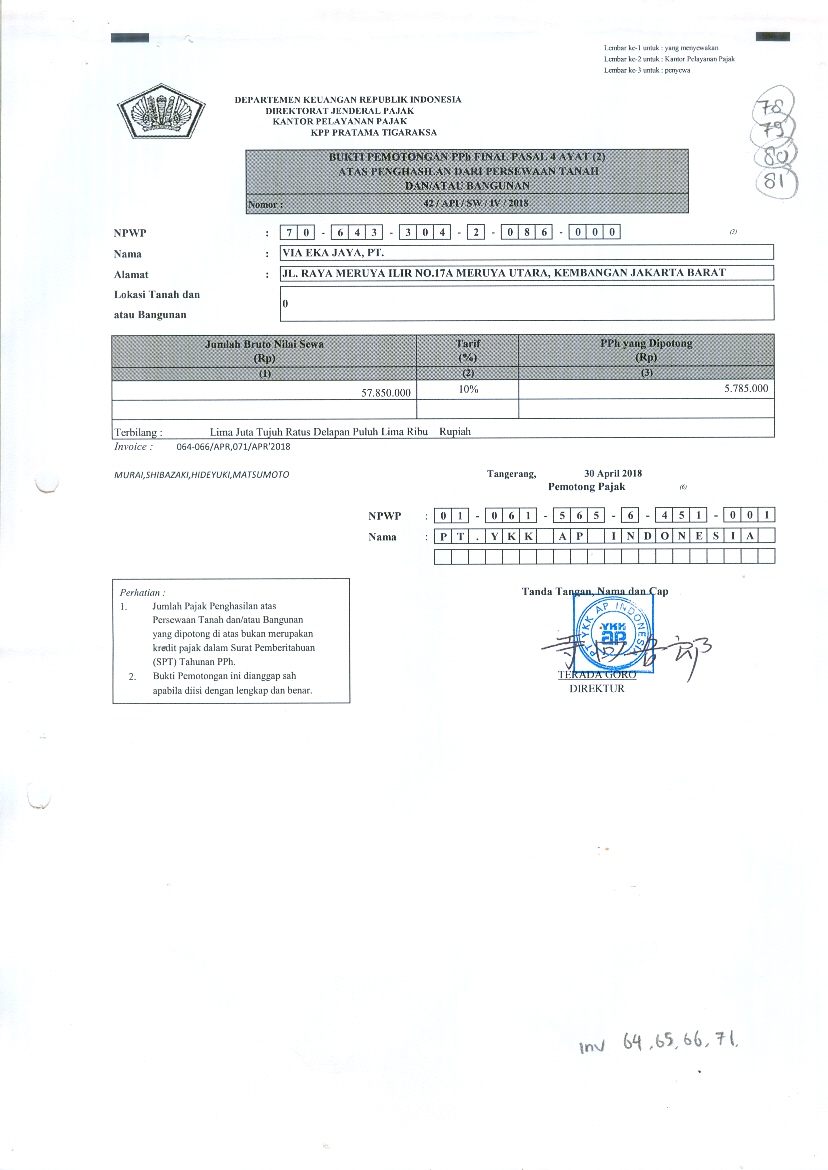 Lembar ke-1 untuk : yang menyewakan
Lembar ke-2 untuk : Kantor Pelayanan Pajak
Lembar ke-3 untuk : penyewa
78
79
80
81
DEPARTEMEN KEUANGAN REPUBLIK INDONESIA
DIREKTORAT JENDERAL PAJAK
KANTOR PELAYANAN PAJAK
KPP PRATAMA TIGARAKSA
BUKTI PEMOTONGAN PPh FINAL PASAL 4 AYAT (2)
ATAS PENGHASILAN DARI PERSEWAAN TANAH
DAN/ATAU BANGUNAN
Nomor : 42 / API / SW / IV / 2018
NPWP : 7 0 - 6 4 3 - 3 0 4 - 2 - 0 8 6 - 0 0 0
Nama : VIA EKA JAYA, PT.
Alamat : JL. RAYA MERUYA ILIR NO.17A MERUYA UTARA, KEMBANGAN JAKARTA BARAT
Lokasi Tanah dan
atau Bangunan 0
Jumlah Bruto Nilai Sewa Tarif PPh yang Dipotong
(Rp) (%) (Rp)
(1) (2) (3)
57.850.000 10% 5.785.000
Terbilang : Lima Juta Tujuh Ratus Delapan Puluh Lima Ribu Rupiah
Invoice : 064-066/APR,071/APR'2018
MURAI,SHIBAZAKI,HIDEYUKI,MATSUMOTO
Tangerang, 30 April 2018
Pemotong Pajak (6)
NPWP : 0 1 - 0 6 1 - 5 6 5 - 6 - 4 5 1 - 0 0 1
Nama : P T . Y K K A P I N D O N E S I A
Perhatian :
1. Jumlah Pajak Penghasilan atas
Persewaan Tanah dan/atau Bangunan
yang dipotong di atas bukan merupakan
kredit pajak dalam Surat Pemberitahuan
(SPT) Tahunan PPh.
2. Bukti Pemotongan ini dianggap sah
apabila diisi dengan lengkap dan benar.
Tanda Tangan, Nama dan Cap
PT. YKK AP INDONESIA
YKK
ap
TERADA GORO
DIREKTUR
inv 64, 65, 66, 71.